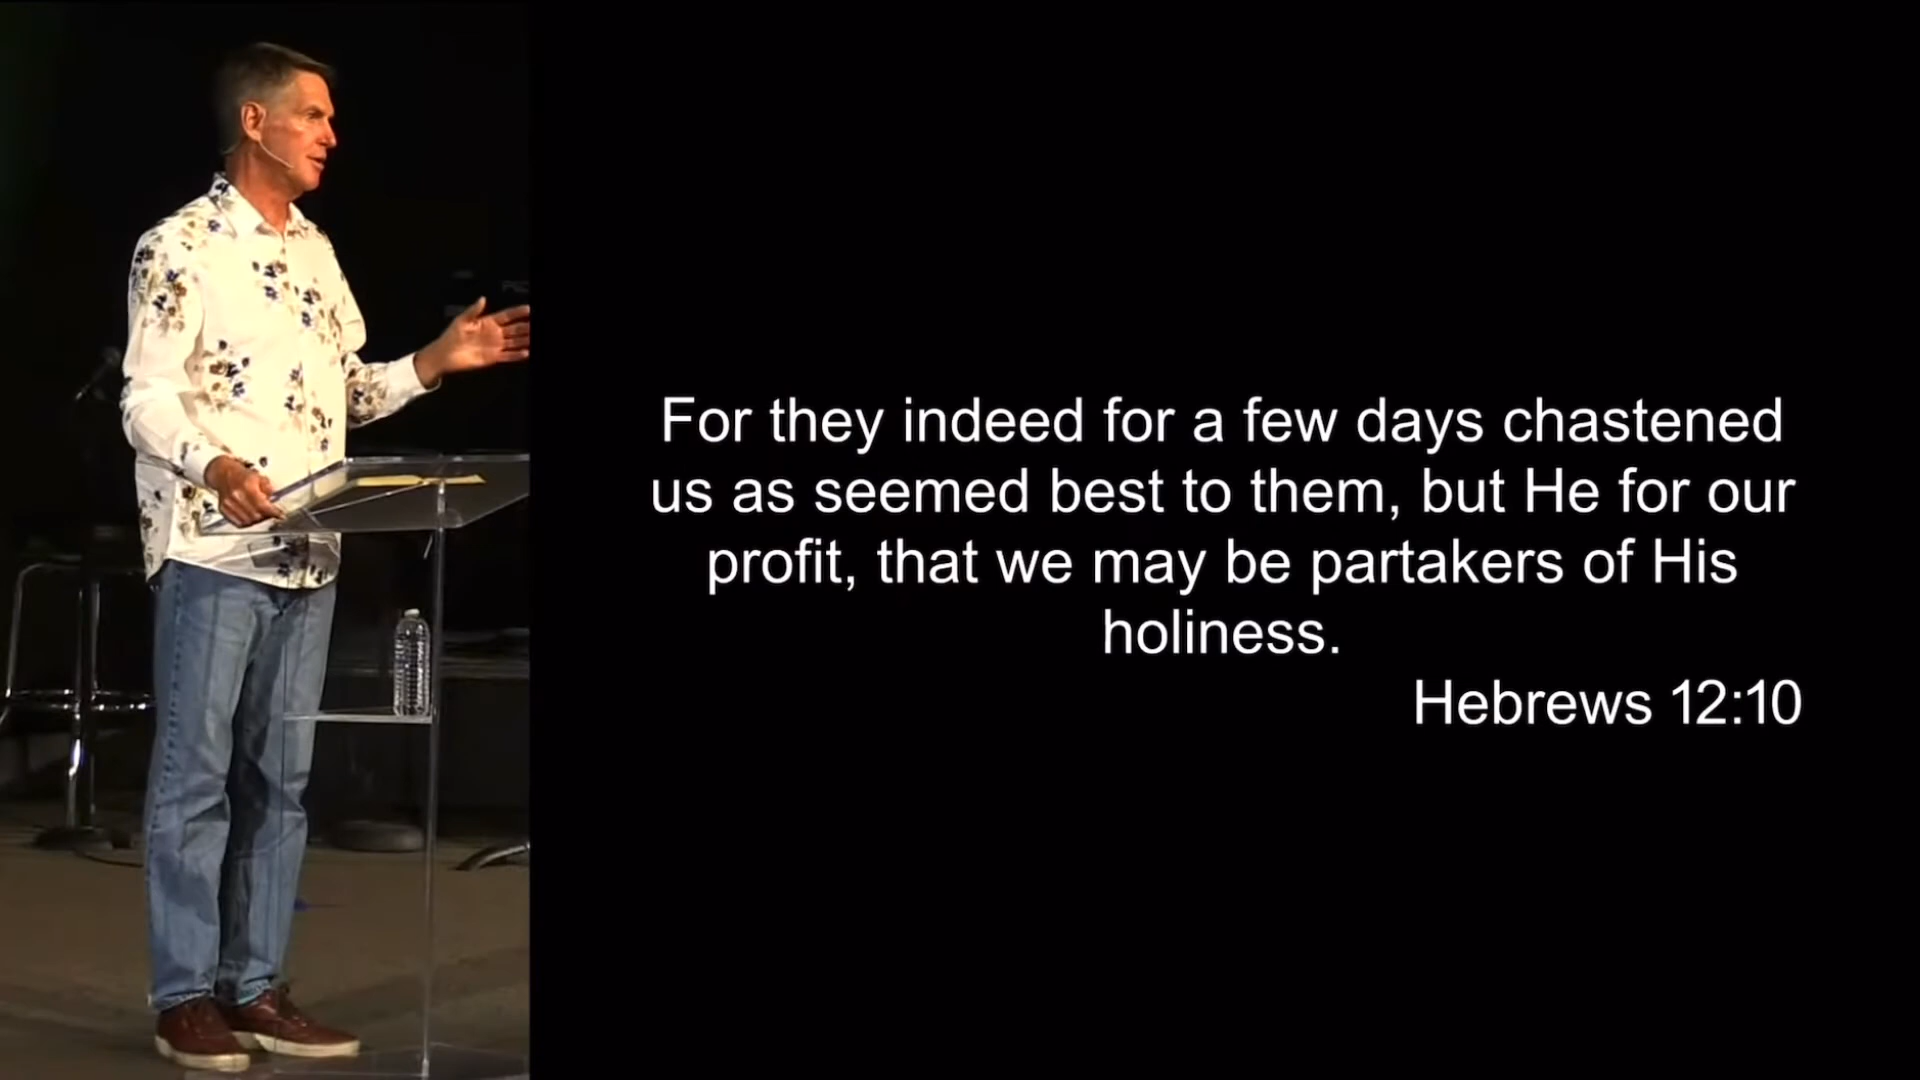 For they indeed for a few days chastened
us as seemed best to them, but He for our
profit, that we may be partakers of His
holiness.
Hebrews 12:10